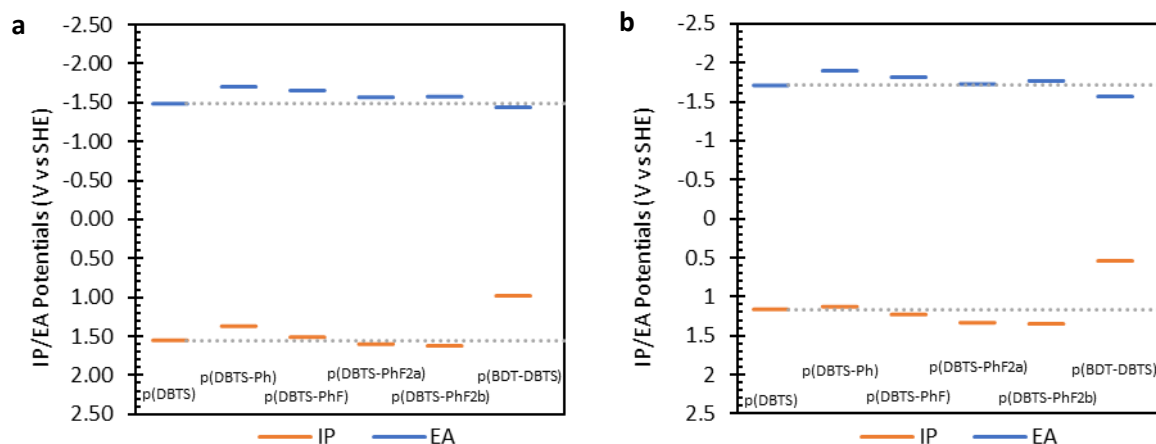 a
IP/EA Potentials (V vs SHE)
-2.50
-2.00
-1.50
-1.00
-0.50
0.00
0.50
1.00
1.50
2.00
2.50
p(DBTS)
p(DBTS-Ph)
p(DBTS-PhF)
p(DBTS-PhF2a)
p(DBTS-PhF2b)
p(BDT-DBTS)
IP
EA
b
IP/EA Potentials (V vs SHE)
-2.5
-2
-1.5
-1
-0.5
0
0.5
1
1.5
2
2.5
p(DBTS)
p(DBTS-Ph)
p(DBTS-PhF)
p(DBTS-PhF2a)
p(DBTS-PhF2b)
p(BDT-DBTS)
IP
EA